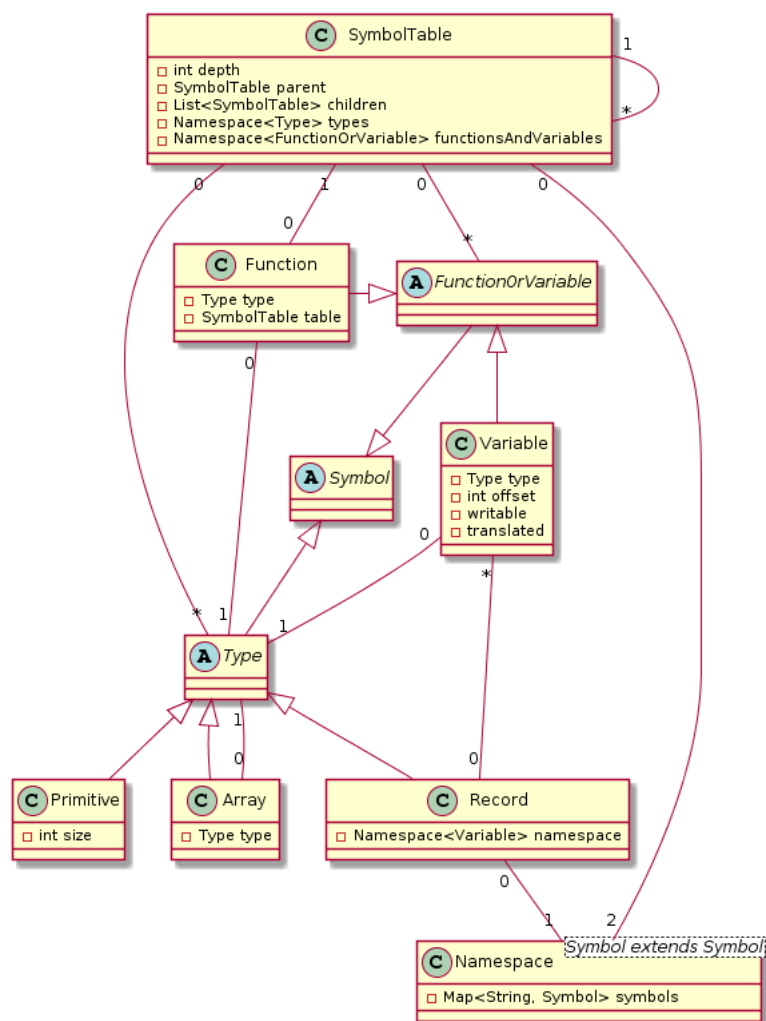 C SymbolTable
int depth
SymbolTable parent
List<SymbolTable> children
Namespace<Type> types
Namespace<FunctionOrVariable> functionsAndVariables
1
*
0
1
0
0
0
*
C Function
Type type
SymbolTable table
A FunctionOrVariable
0
C Variable
Type type
int offset
writable
translated
A Symbol
0
*
*
1
1
A Type
1
0
0
C Primitive
int size
C Array
Type type
C Record
Namespace<Variable> namespace
0
1
2
Symbol extends Symbol
C Namespace
Map<String, Symbol> symbols